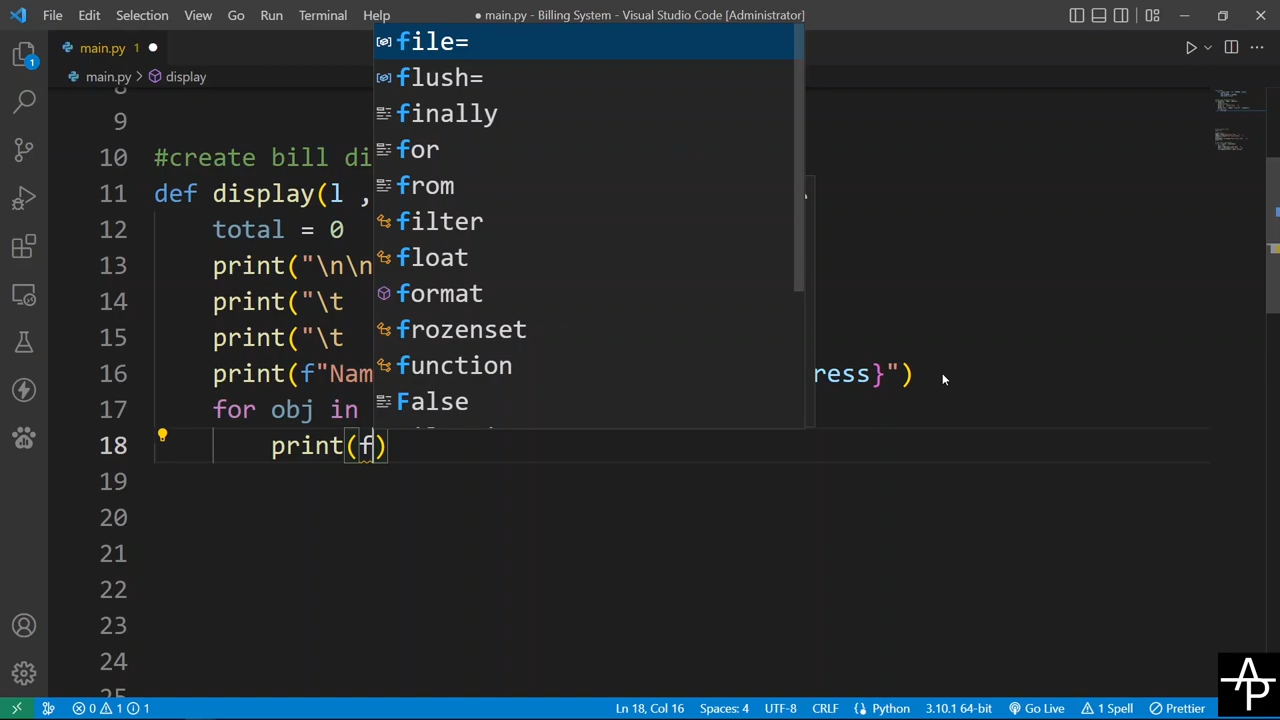 File Edit Selection View Go Run Terminal Help
● main.py - Billing System - Visual Studio Code [Administrator]
main.py 1
main.py > display
8
9
10 #create bill di
11 def display(l ,
12 total = 0
13 print("\n\n
14 print("\t
15 print("\t
16 print(f"Nam ress}")
17 for obj in
18 print(f)
19
20
21
22
23
24
25
file=
flush=
finally
for
from
filter
float
format
frozenset
function
False
1
AP
0 1 1
Ln 18, Col 16 Spaces: 4 UTF-8 CRLF Python 3.10.1 64-bit Go Live 1 Spell Prettier